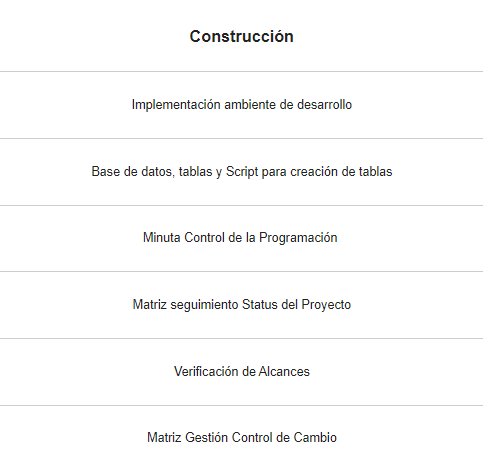 Construcción
Implementación ambiente de desarrollo
Base de datos, tablas y Script para creación de tablas
Minuta Control de la Programación
Matriz seguimiento Status del Proyecto
Verificación de Alcances
Matriz Gestión Control de Cambio